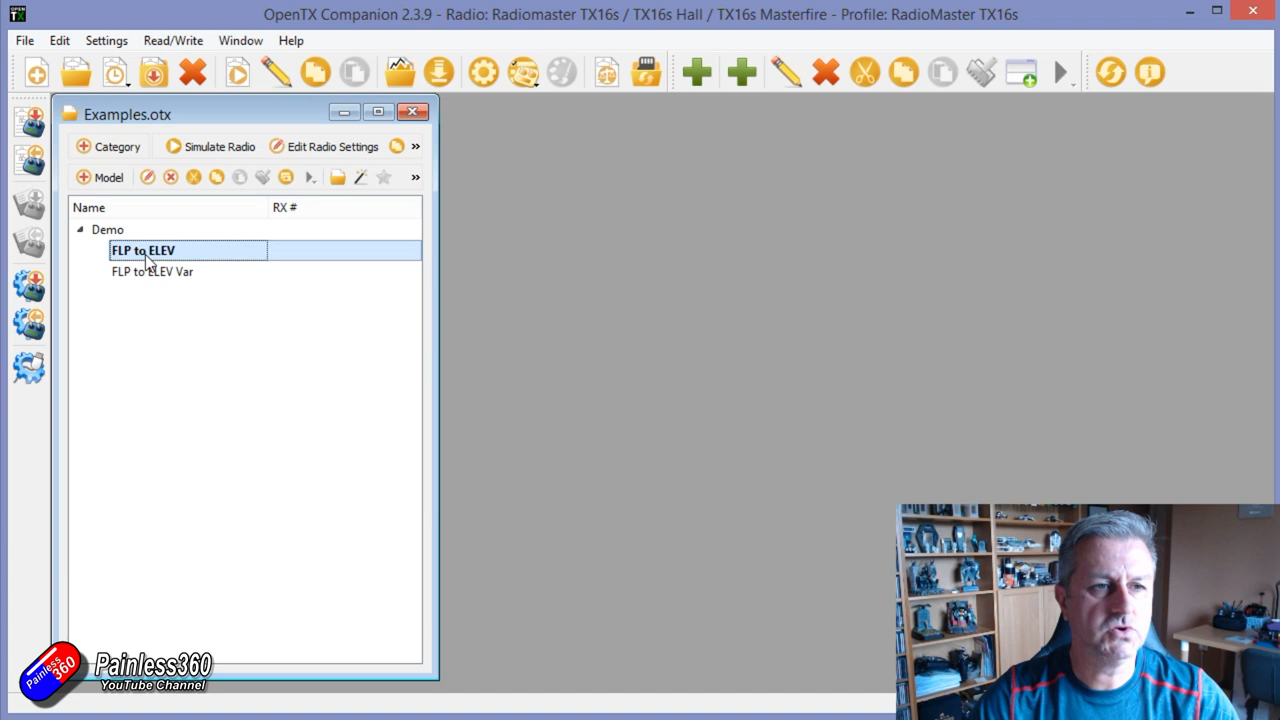 OpenTX Companion 2.3.9 - Radio: Radiomaster TX16s / TX16s Hall / TX16s Masterfire - Profile: RadioMaster TX16s
File Edit Settings Read/Write Window Help
Examples.otx
Category Simulate Radio Edit Radio Settings »
Model »
Name RX #
Demo
FLP to ELEV
FLP to ELEV Var
Painless 360
Painless360
YouTube Channel